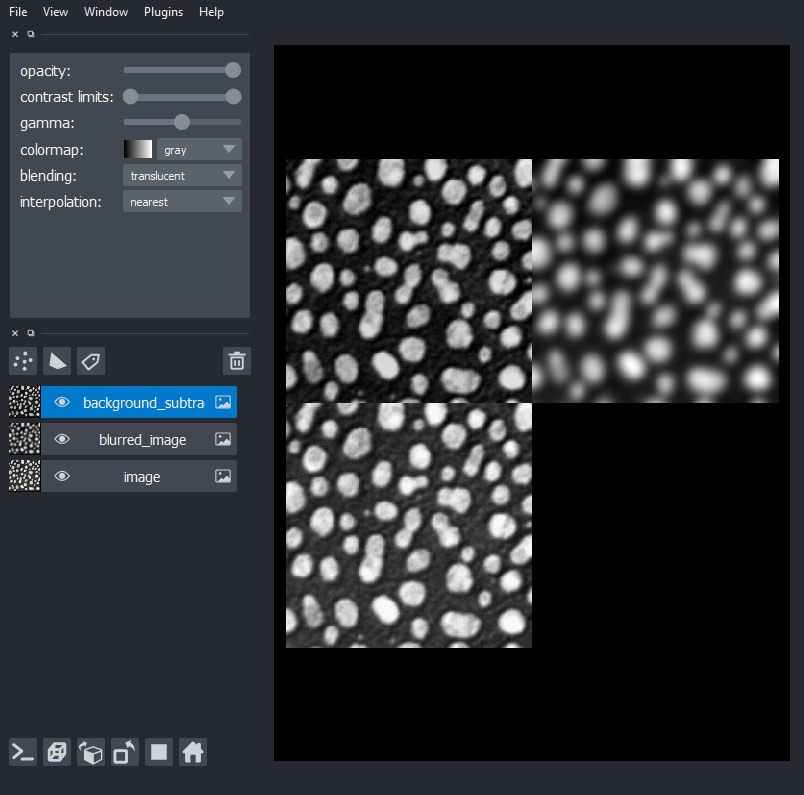 File View Window Plugins Help
opacity:
contrast limits:
gamma:
colormap: gray
blending: translucent
interpolation: nearest
background_subtra
blurred_image
image